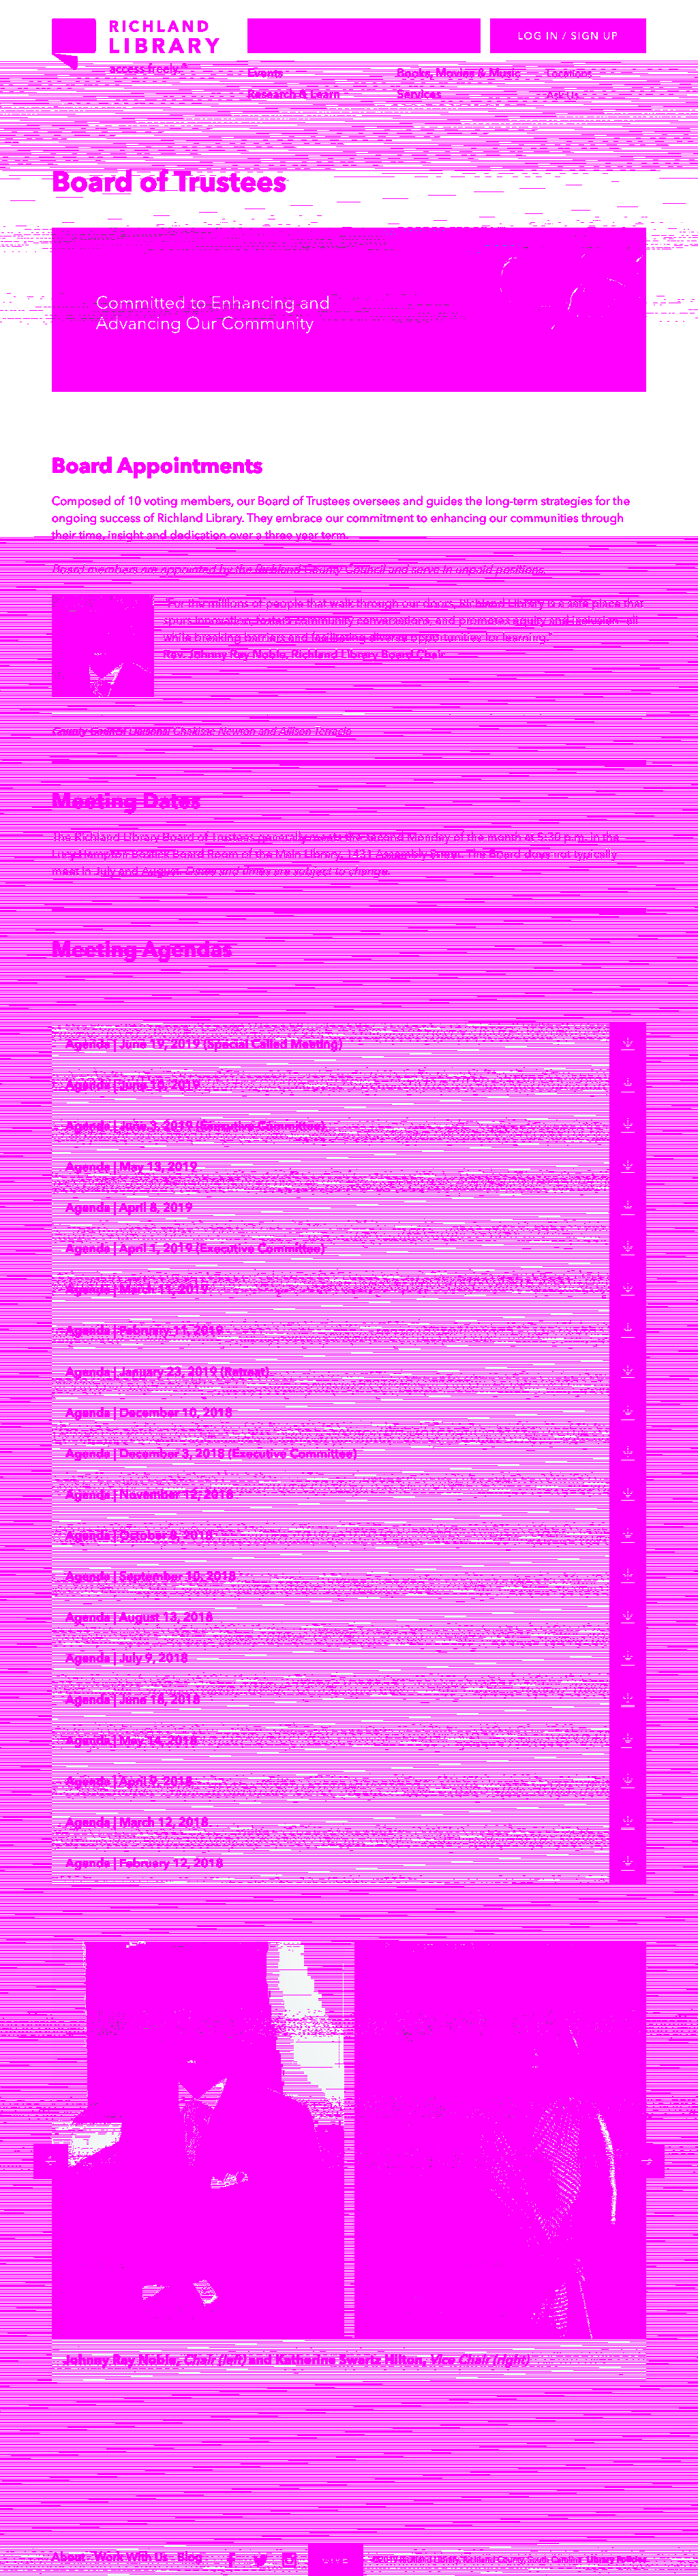 RICHLAND
LIBRARY
access freely.
LOG IN / SIGN UP
Events
Books, Movies & Music
Locations
Research & Learn
Services
Ask Us
Board of Trustees
Committed to Enhancing and
Advancing Our Community
Board Appointments
Composed of 10 voting members, our Board of Trustees oversees and guides the long-term strategies for the
ongoing success of Richland Library. They embrace our commitment to enhancing our communities through
their time, insight and dedication over a three year term.
Board members are appointed by the Richland County Council and serve in unpaid positions.
"For the millions of people that walk through our doors, Richland Library is a safe place that
spurs innovation, fosters community conversations, and promotes equity and inclusion–all
while breaking barriers and facilitating diverse opportunities for learning."
Rev. Johnny Ray Noble, Richland Library Board Chair
County Council Liaisons: Chakisse Newton and Allison Terracio
Meeting Dates
The Richland Library Board of Trustees generally meets the second Monday of the month at 5:30 p.m. in the
Board Room of the Main Library, 1431 Assembly Street. The Board does not typically
meet in July and August. Dates and times are subject to change.
Meeting Agendas
Agenda | June 19, 2019 (Special Called Meeting)
Agenda | June 2019
Agenda | June 3, 2019 (Executive Committee)
Agenda | May 13, 2019
Agenda | April 8, 2019
Agenda | April 1, 2019 (Executive Committee)
Agenda | March 11, 2019
Agenda | February 11, 2019
Agenda | January 23, 2019 (Retreat)
Agenda | December 10, 2018
Agenda | December 3, 2018 (Executive Committee)
Agenda | November 12, 2018
Agenda | October 8, 2018
Agenda | September 10, 2018
Agenda | August 13, 2018
Agenda | July 9, 2018
Agenda | June 18, 2018
Agenda | May 14, 2018
Agenda | April 9, 2018
Agenda | March 12, 2018
Agenda | February 12, 2018
Johnny Ray Noble, Chair (left) and Katherine Swartz Hilton, Vice Chair (right)
About Work With Us Blog
©2019 Richland Library, Richland County, South Carolina Library Policies